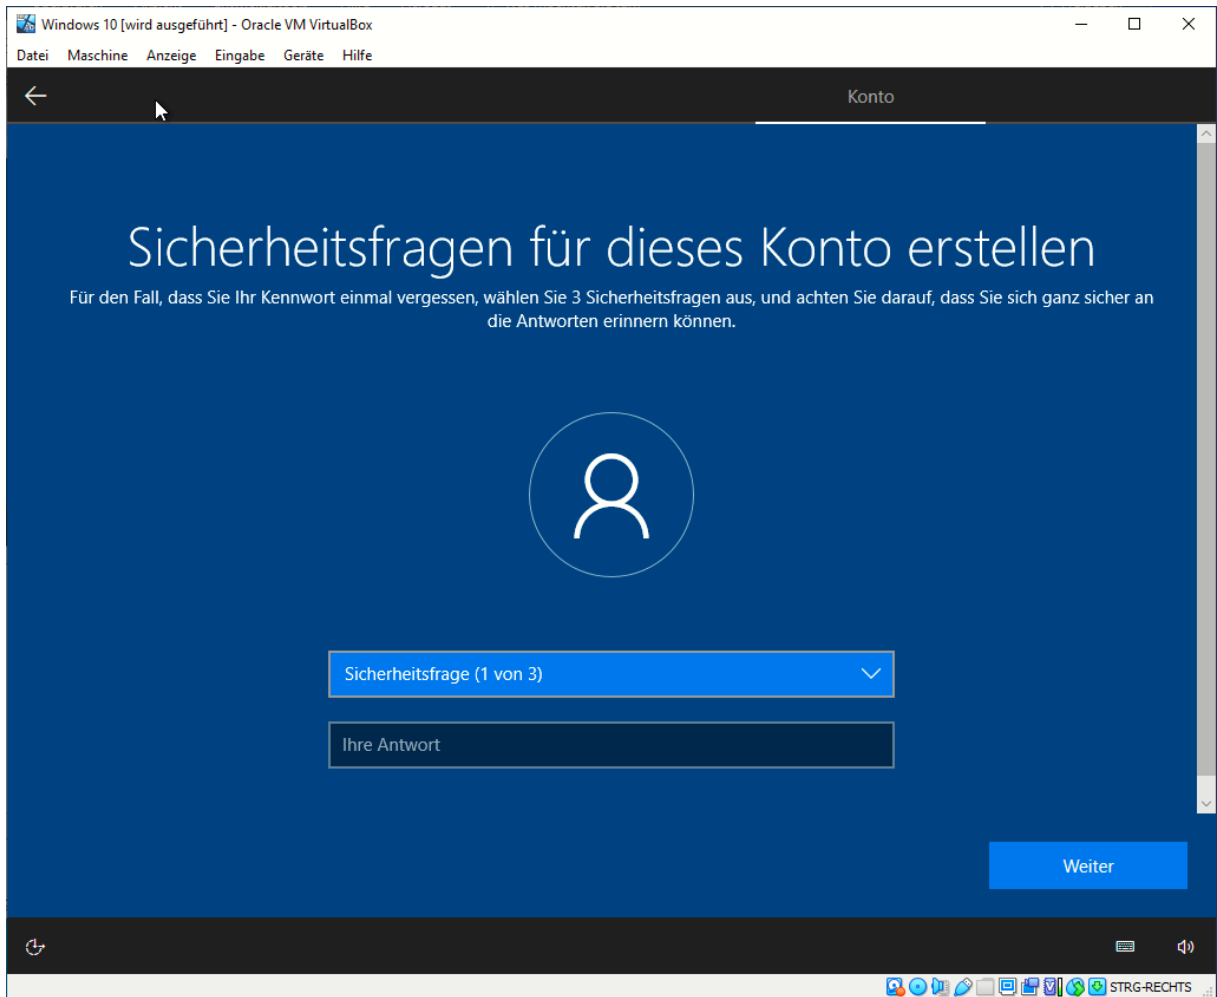 Windows 10 [wird ausgeführt] - Oracle VM VirtualBox
Datei Maschine Anzeige Eingabe Geräte Hilfe
Konto
Sicherheitsfragen für dieses Konto erstellen
Für den Fall, dass Sie Ihr Kennwort einmal vergessen, wählen Sie 3 Sicherheitsfragen aus, und achten Sie darauf, dass Sie sich ganz sicher an
die Antworten erinnern können.
Sicherheitsfrage (1 von 3)
Ihre Antwort
Weiter
STRG-RECHTS